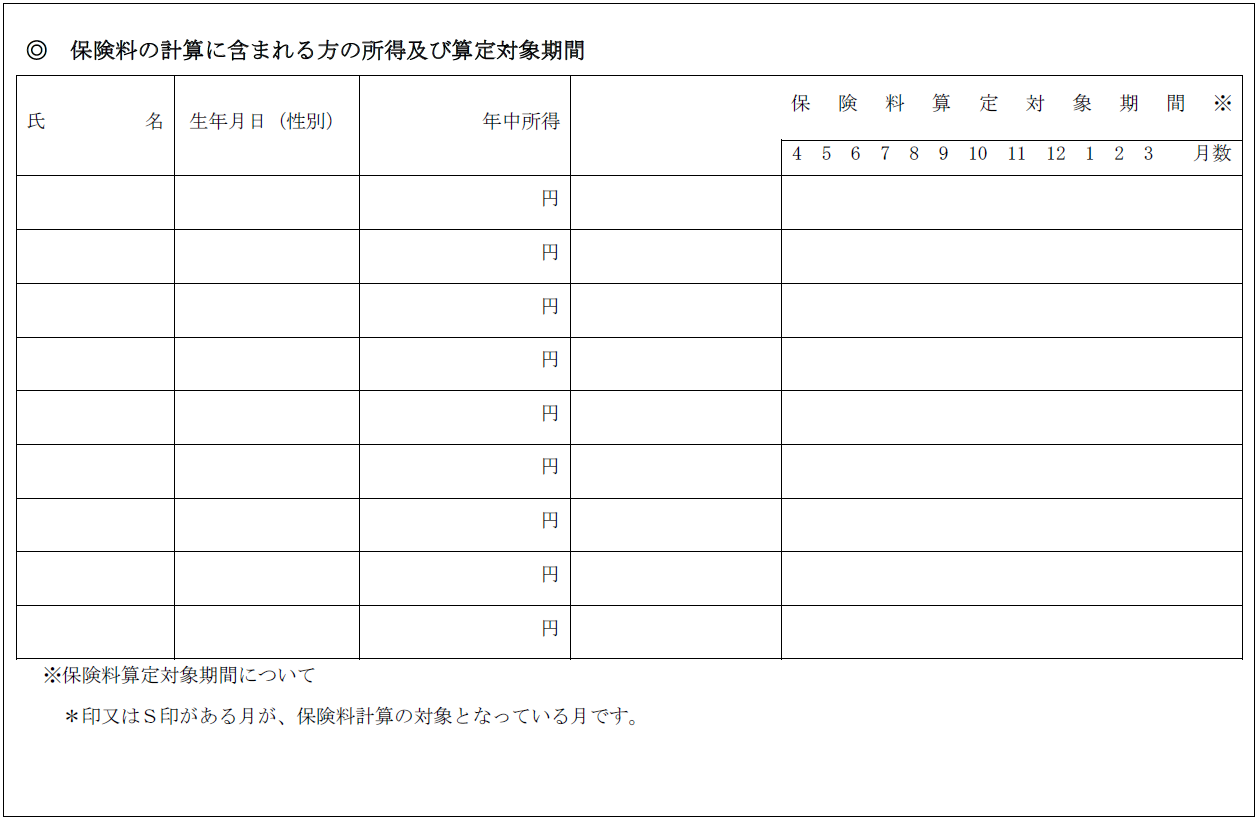 ◎ 保険料の計算に含まれる方の所得及び算定対象期間
氏 名 生年月日（性別） 年中所得 保険料算定対象期間※
4 5 6 7 8 9 10 11 12 1 2 3 月数
円
円
円
円
円
円
円
円
円
※保険料算定対象期間について
＊印又はＳ印がある月が、保険料計算の対象となっている月です。